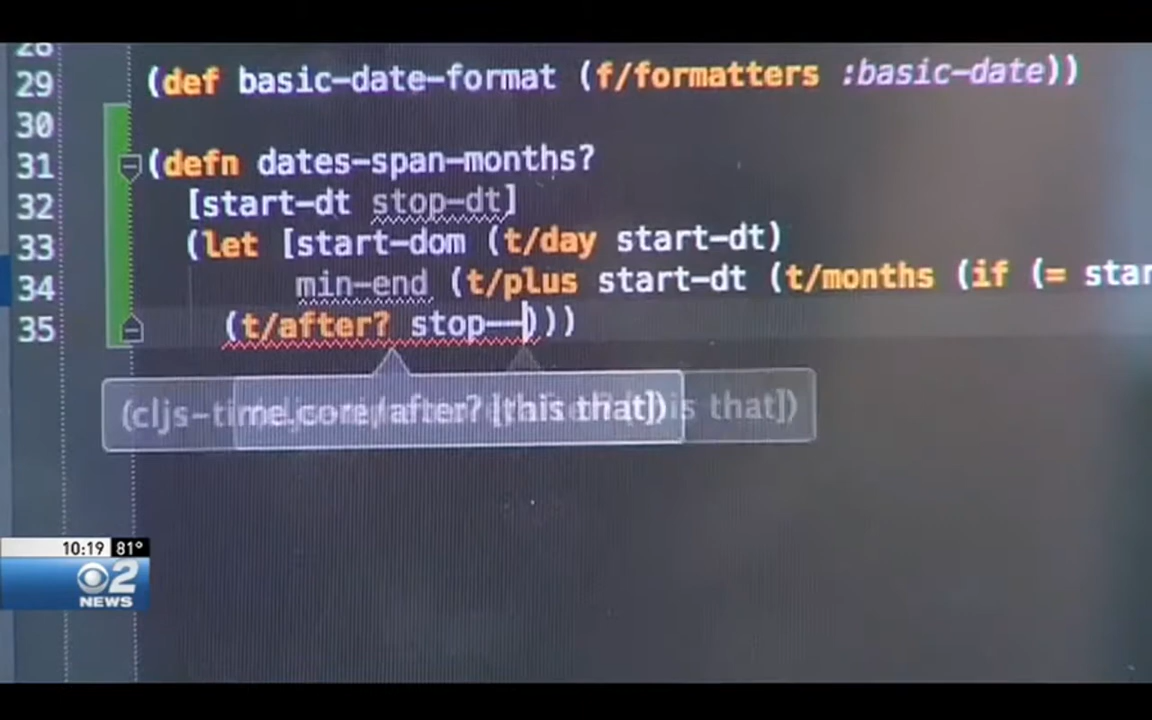 28
29 (def basic-date-format (f/formatters :basic-date))
30
31 (defn dates-span-months?
32 [start-dt stop-dt]
33 (let [start-dom (t/day start-dt)
34 min-end (t/plus start-dt (t/months (if (= star
35 (t/after? stop--)))
(cljs-time.core/after? [this that])
is that])
10:19 81°
2
NEWS